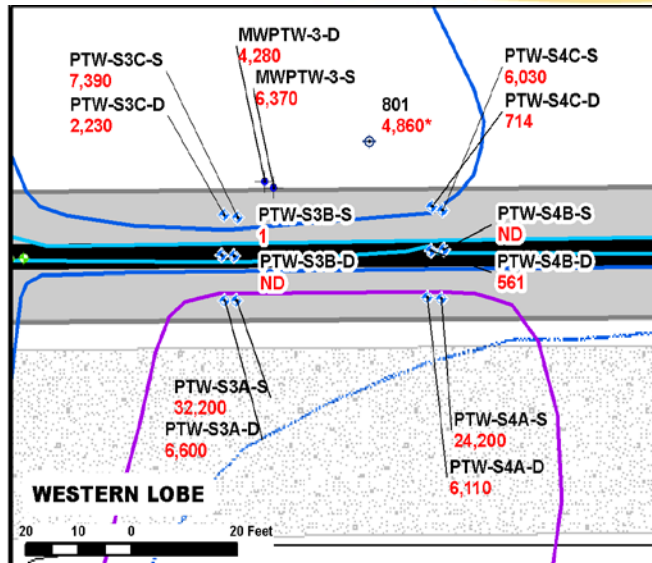 MWPTW-3-D
4,280
MWPTW-3-S
6,370
PTW-S3C-S
7,390
PTW-S3C-D
2,230
801
4,860*
PTW-S4C-S
6,030
PTW-S4C-D
714
PTW-S3B-S
1
PTW-S3B-D
ND
PTW-S4B-S
ND
PTW-S4B-D
561
PTW-S3A-S
32,200
PTW-S3A-D
6,600
PTW-S4A-S
24,200
PTW-S4A-D
6,110
WESTERN LOBE
20 0 20 Feet